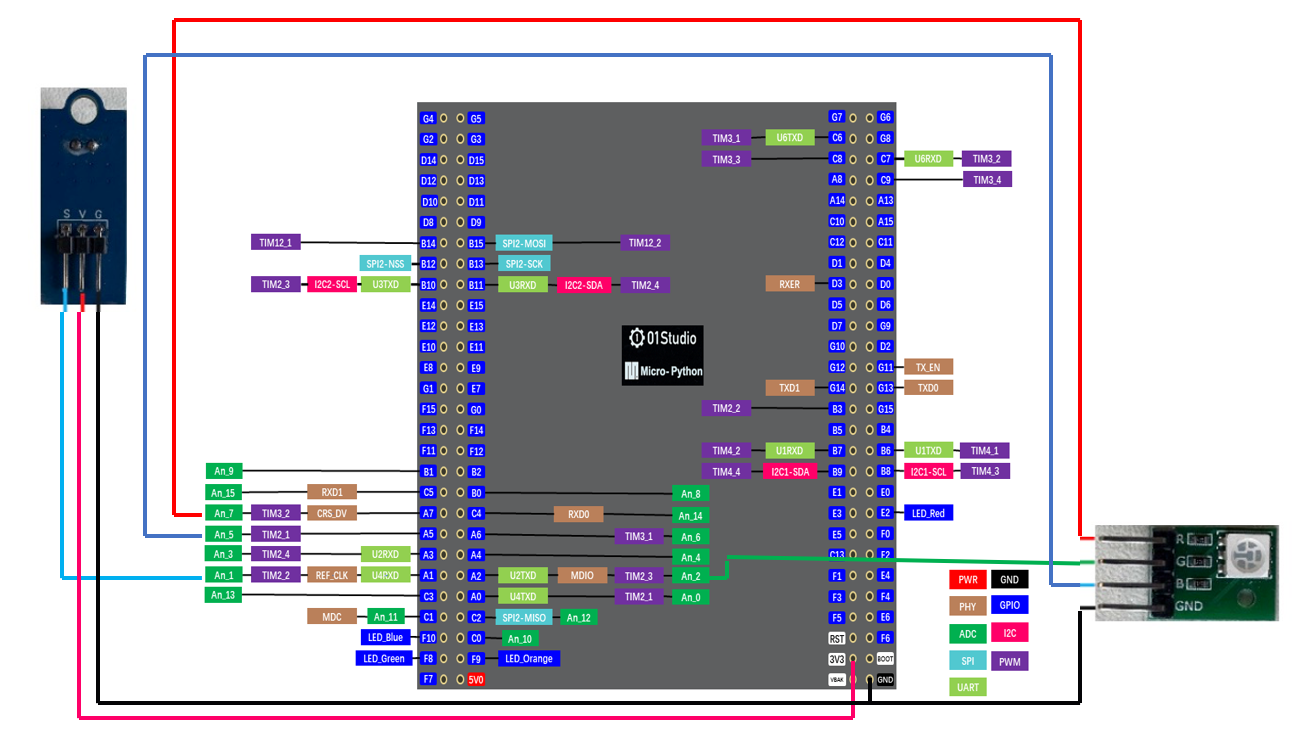 G4 G5 G7 G6
G2 G3 TIM3_1 U6TXD C6 G8
D14 D15 TIM3_3 C8 C7 U6RXD TIM3_2
D12 D13 A8 C9 TIM3_4
D10 D11 A14 A13
S V G
D8 D9 C10 A15
TIM12_1 B14 B15 SPI2-MOSI TIM12_2 C12 C11
SPI2-NSS B12 B13 SPI2-SCK D1 D4
TIM2_3 I2C2-SCL U3TXD B10 B11 U3RXD I2C2-SDA TIM2_4 RXER D3 D0
E14 E15 D5 D6
E12 E13 D7 G9
01Studio
E10 E11 G10 D2
E8 E9 G12 G11 TX_EN
Micro-Python
G1 E7 TXD1 G14 G13 TXD0
F15 G0 TIM2_2 B3 G15
F13 F14 B5 B4
F11 F12 TIM4_2 U1RXD B7 B6 U1TXD TIM4_1
An_9 B1 B2 TIM4_4 I2C1-SDA B9 B8 I2C1-SCL TIM4_3
An_15 RXD1 C5 B0 An_8 E1 E0
An_7 TIM3_2 CRS_DV A7 C4 RXD0 An_14 E3 E2 LED_Red
An_5 TIM2_1 A5 A6 TIM3_1 An_6 E5 F0
R
An_3 TIM2_4 U2RXD A3 A4 An_4 C13 F2
G
An_1 TIM2_2 REF_CLK U4RXD A1 A2 U2TXD MDIO TIM2_3 An_2 F1 E4 PWR GND
B
An_13 C3 A0 U4TXD TIM2_1 An_0 F3 F4 PHY GPIO
GND
MDC An_11 C1 C2 SPI2-MISO An_12 F5 E6
ADC I2C
LED_Blue F10 C0 An_10 RST F6
LED_Green F8 F9 LED_Orange 3V3 BOOT SPI PWM
F7 5V0 VBAK GND UART